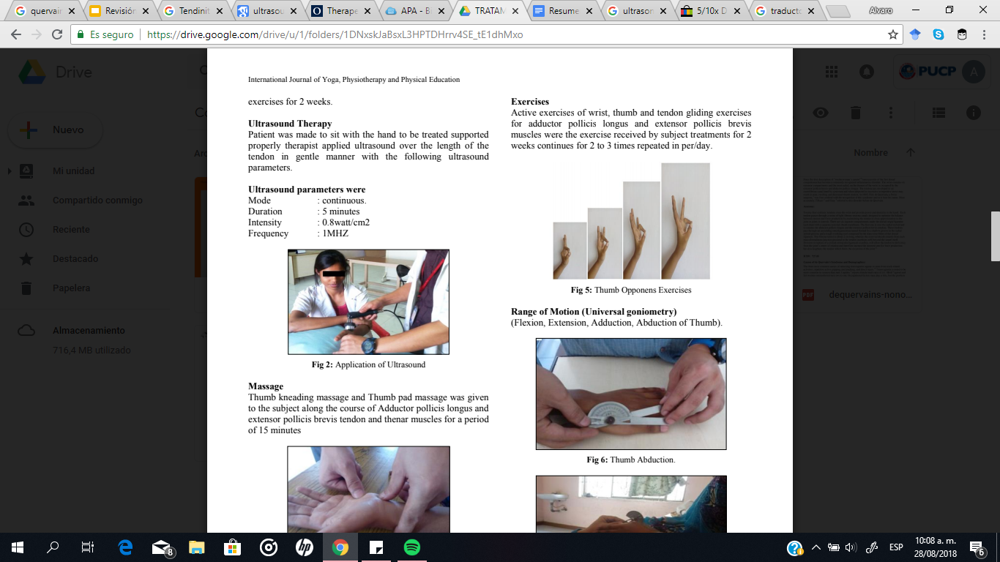 quervain
Revisión
Tendinit
ultrasou
Therape
APA - B
TRATAM
Resume
ultrason
5/10x D
traducto
Alvaro
Es seguro
https://drive.google.com/drive/u/1/folders/1DNxskJaBsxL3HPTDHrrv4SE_tE1dhMxo
Drive
PUCP
A
Nuevo
Mi unidad
Compartido conmigo
Reciente
Destacado
Papelera
Almacenamiento
716,4 MB utilizado
International Journal of Yoga, Physiotherapy and Physical Education
exercises for 2 weeks.
Ultrasound Therapy
Patient was made to sit with the hand to be treated supported
properly therapist applied ultrasound over the length of the
tendon in gentle manner with the following ultrasound
parameters.
Ultrasound parameters were
Mode : continuous.
Duration : 5 minutes
Intensity : 0.8watt/cm2
Frequency : 1MHZ
Fig 2: Application of Ultrasound
Massage
Thumb kneading massage and Thumb pad massage was given
to the subject along the course of Adductor pollicis longus and
extensor pollicis brevis tendon and thenar muscles for a period
of 15 minutes
Exercises
Active exercises of wrist, thumb and tendon gliding exercises
for adductor pollicis longus and extensor pollicis brevis
muscles were the exercise received by subject treatments for 2
weeks continues for 2 to 3 times repeated in per/day.
Fig 5: Thumb Opponens Exercises
Range of Motion (Universal goniometry)
(Flexion, Extension, Adduction, Abduction of Thumb).
Fig 6: Thumb Abduction.
Nombre
PDF
dequervains-nono...
8
ESP
10:08 a. m.
28/08/2018
6